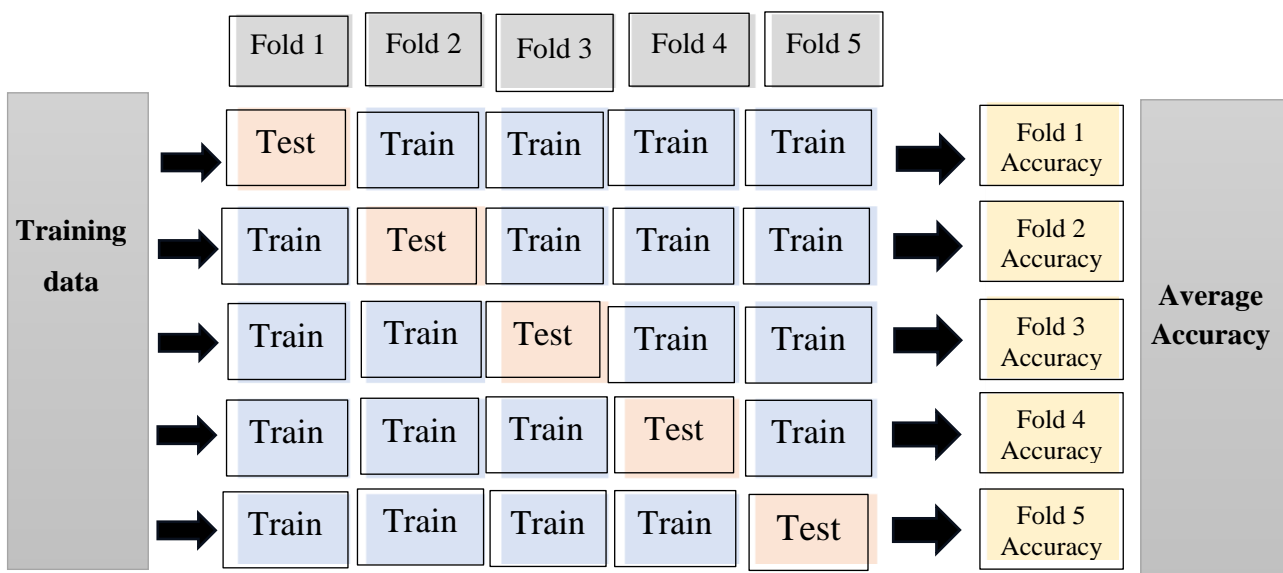 Fold 1 Fold 2 Fold 3 Fold 4 Fold 5
Training
data
Test Train Train Train Train
Train Test Train Train Train
Train Train Test Train Train
Train Train Train Test Train
Train Train Train Train Test
Fold 1
Accuracy
Fold 2
Accuracy
Fold 3
Accuracy
Fold 4
Accuracy
Fold 5
Accuracy
Average
Accuracy